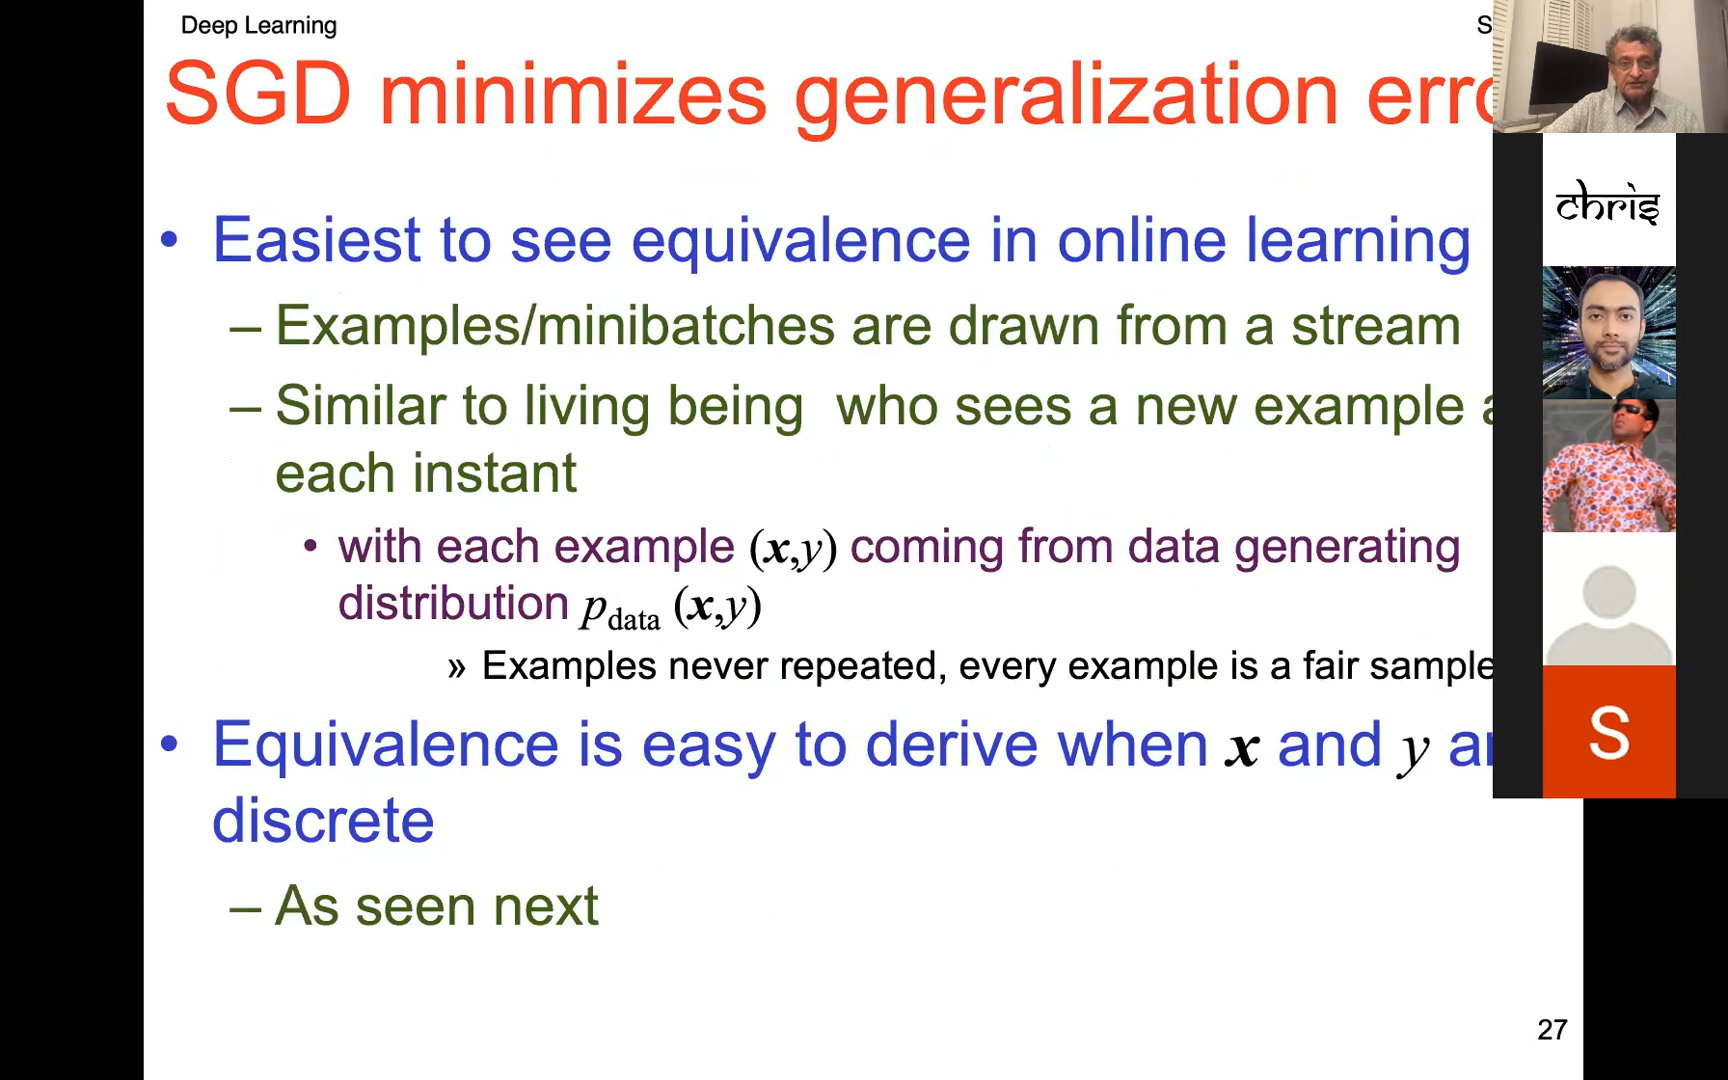 Deep Learning
SGD minimizes generalization
• Easiest to see equivalence in online learning
– Examples/minibatches are drawn from a stream
– Similar to living being who sees a new example
each instant
• with each example (x,y) coming from data generating
distribution pdata (x,y)
» Examples never repeated, every example is a fair sample
• Equivalence is easy to derive when x and y
discrete
– As seen next
27
chris
S